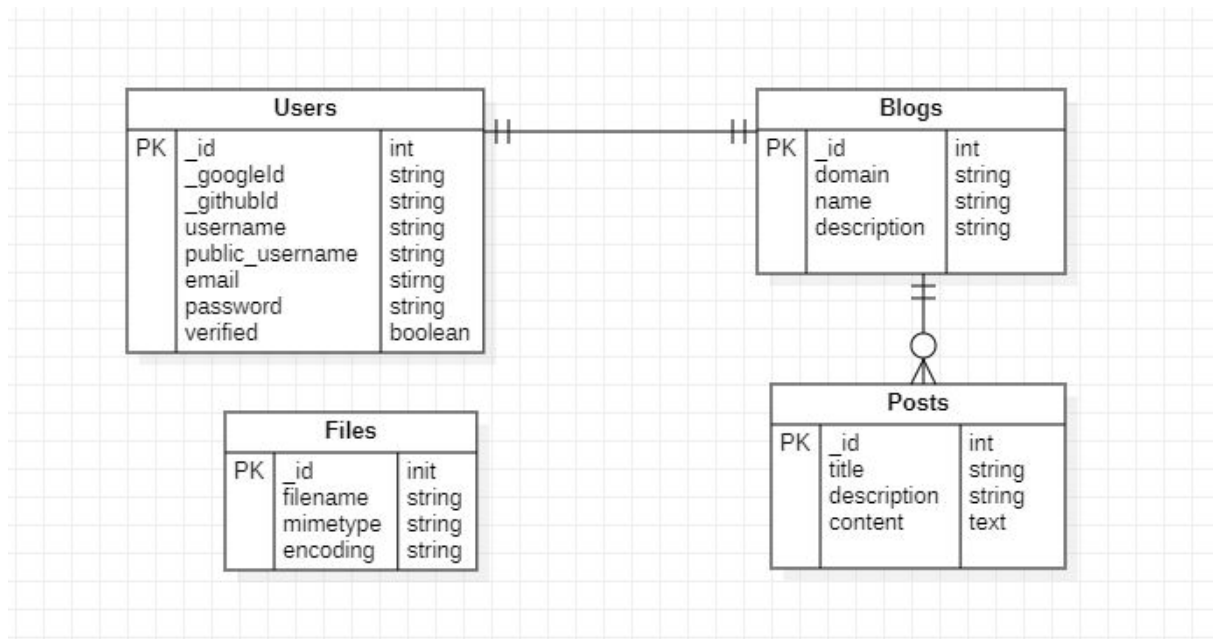 Users
PK _id int
_googleId string
_githubId string
username string
public_username string
email stirng
password string
verified boolean
Blogs
PK _id int
domain string
name string
description string
Files
PK _id init
filename string
mimetype string
encoding string
Posts
PK _id int
title string
description string
content text